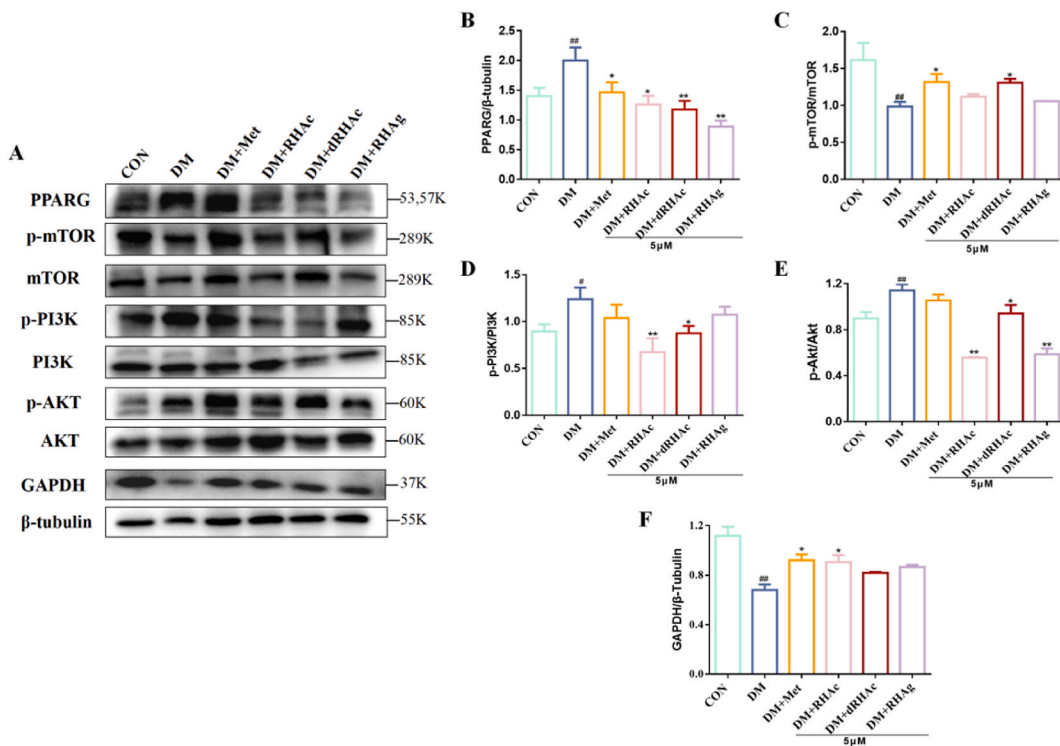 A
CON
DM
DM+Met
DM+RHAc
DM+dRHAc
DM+RHAg
PPARG
53,57K
p-mTOR
289K
mTOR
289K
p-PI3K
85K
PI3K
85K
p-AKT
60K
AKT
60K
GAPDH
37K
β-tubulin
55K
B
PPARG/β-tubulin
2.5
2.0
1.5
1.0
0.5
0.0
##
*
*
**
**
CON
DM
DM+Met
DM+RHAc
DM+dRHAc
DM+RHAg
5μM
C
p-mTOR/mTOR
2.0
1.5
1.0
0.5
0.0
##
*
*
CON
DM
DM+Met
DM+RHAc
DM+dRHAc
DM+RHAg
5μM
D
p-PI3K/PI3K
1.5
1.0
0.5
0.0
#
**
*
CON
DM
DM+Met
DM+RHAc
DM+dRHAc
DM+RHAg
5μM
E
p-Akt/Akt
1.2
0.8
0.4
0.0
##
**
*
**
CON
DM
DM+Met
DM+RHAc
DM+dRHAc
DM+RHAg
5μM
F
GAPDH/β-Tubulin
1.2
0.8
0.4
0.0
##
*
*
CON
DM
DM+Met
DM+RHAc
DM+dRHAc
DM+RHAg
5μM